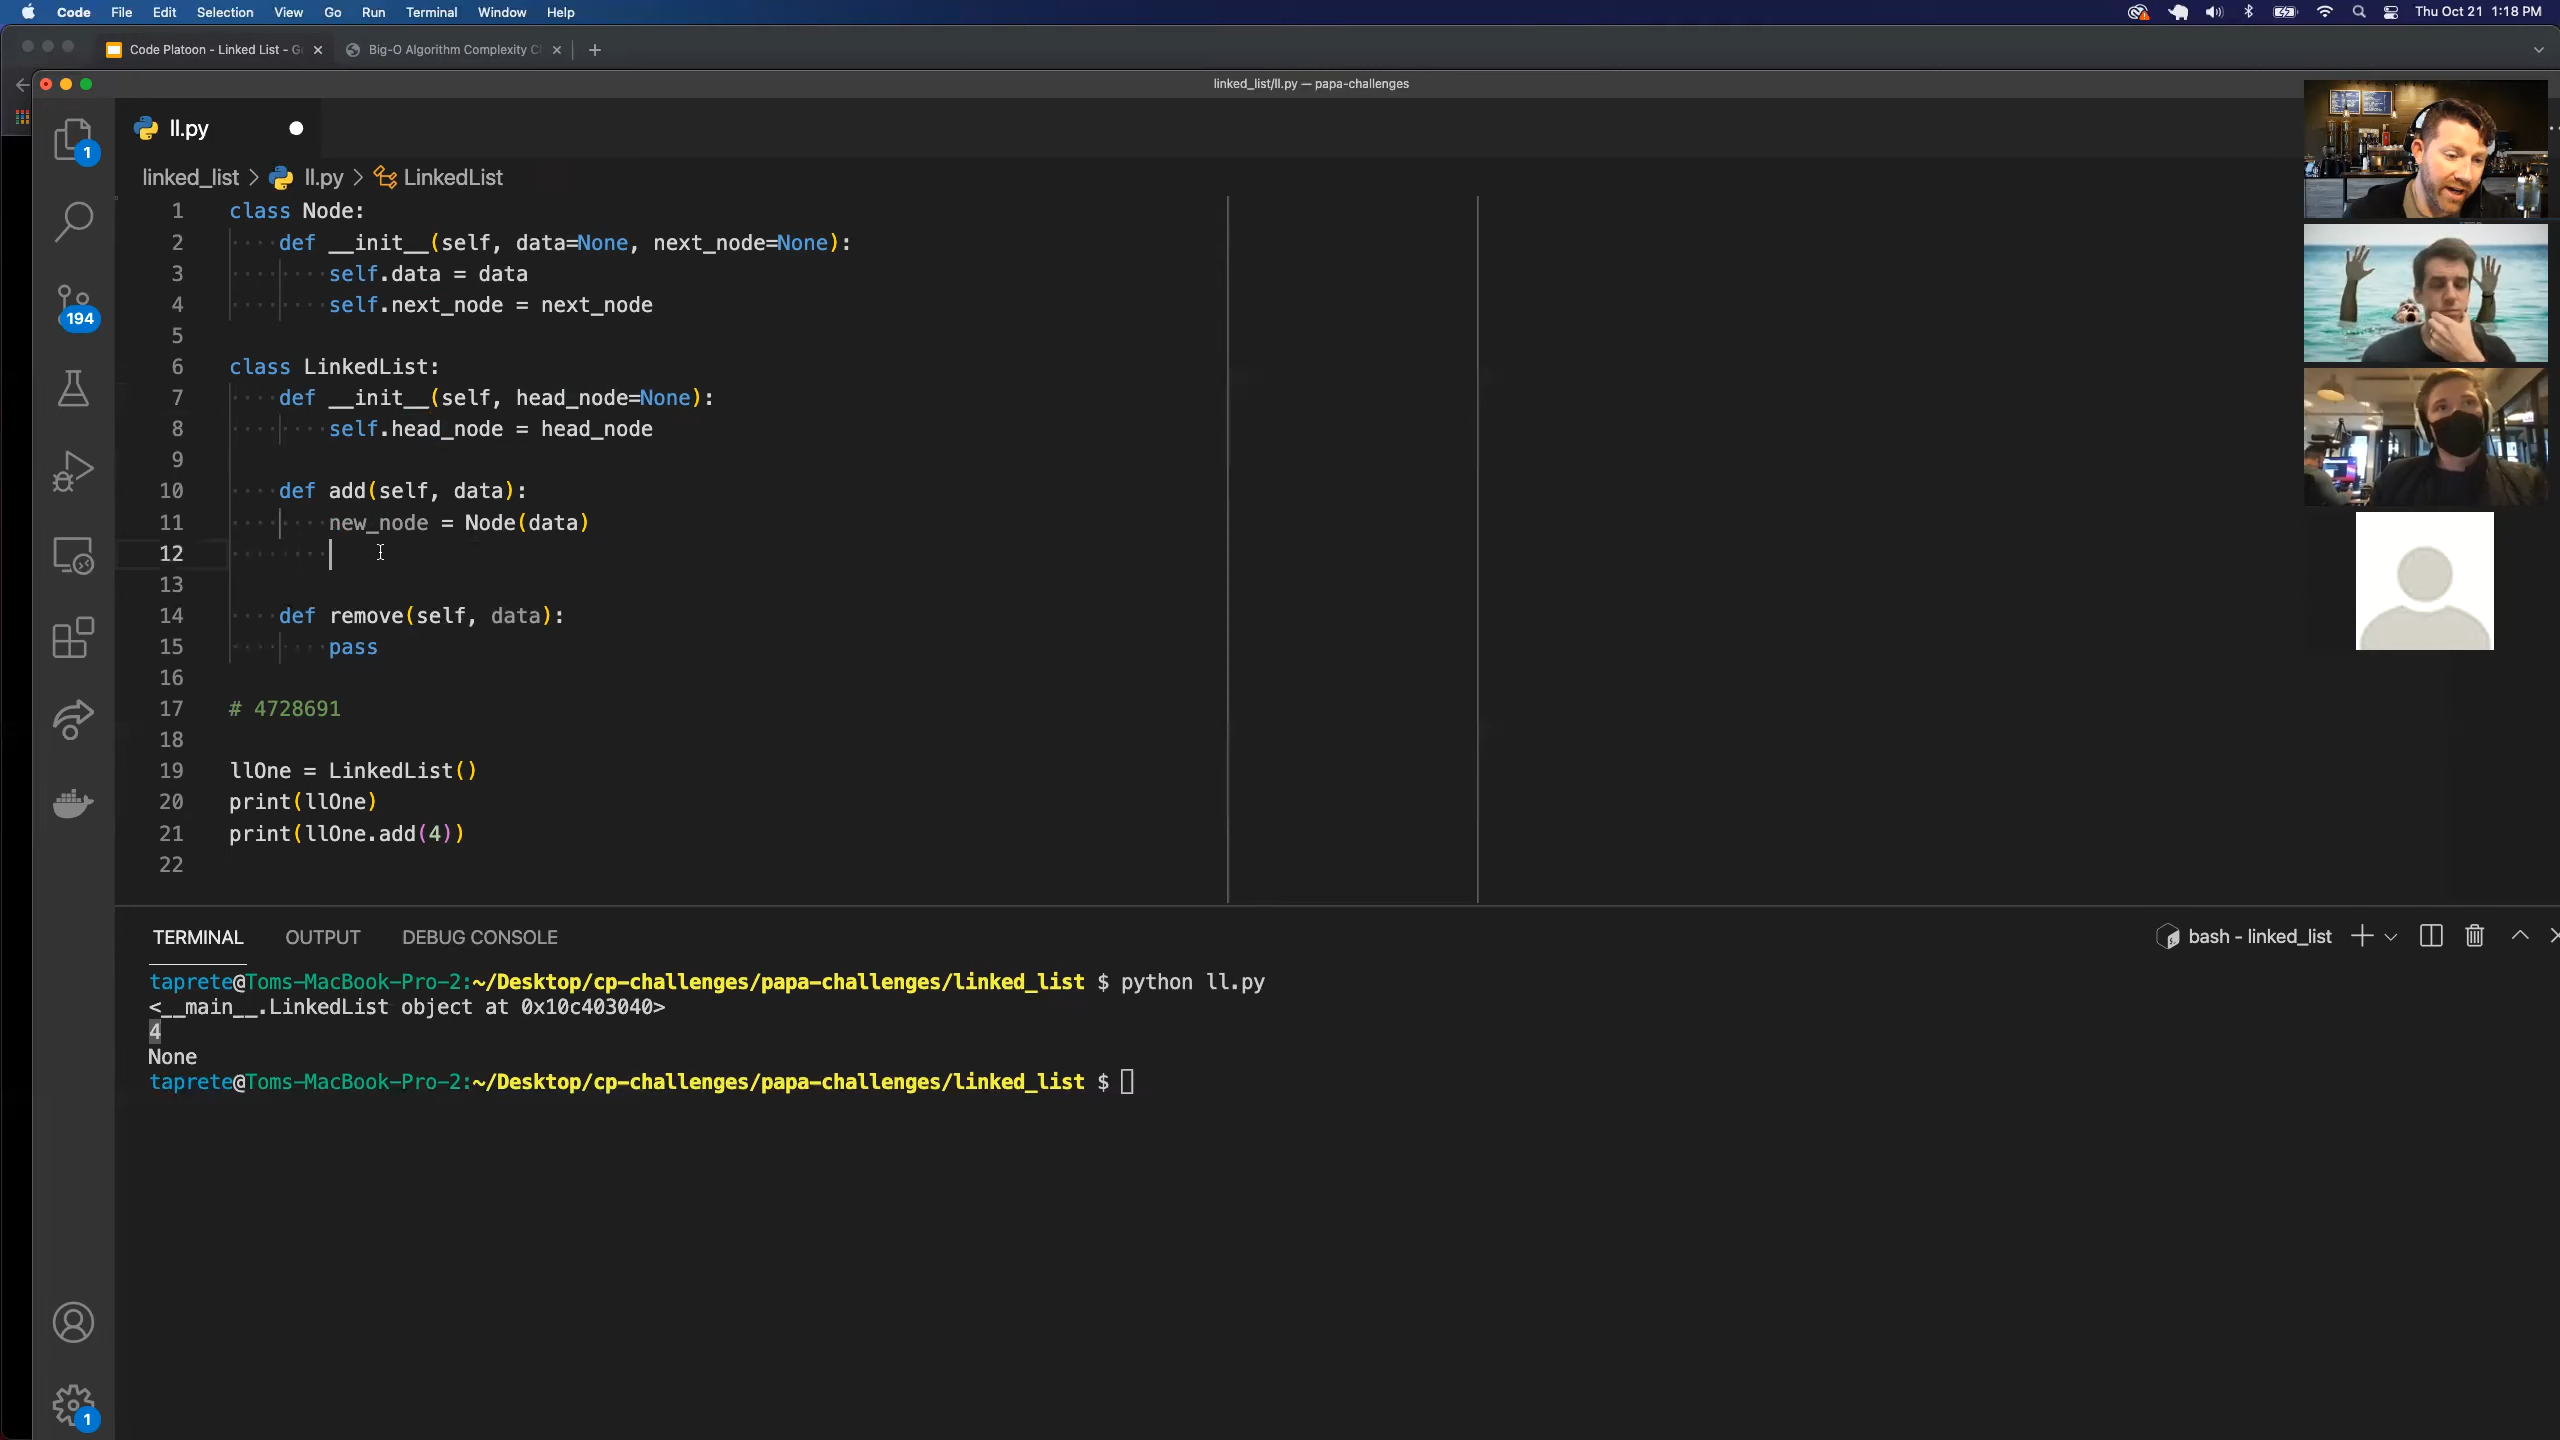 Code File Edit Selection View Go Run Terminal Window Help
Thu Oct 21 1:18 PM
Code Platoon - Linked List - G
Big-O Algorithm Complexity C
linked_list/ll.py — papa-challenges
1
ll.py
linked_list > ll.py > LinkedList
1 class Node:
2 def __init__(self, data=None, next_node=None):
3 self.data = data
4 self.next_node = next_node
5
6 class LinkedList:
7 def __init__(self, head_node=None):
8 self.head_node = head_node
9
10 def add(self, data):
11 new_node = Node(data)
12
13
14 def remove(self, data):
15 pass
16
17 # 4728691
18
19 llOne = LinkedList()
20 print(llOne)
21 print(llOne.add(4))
22
194
TERMINAL OUTPUT DEBUG CONSOLE
bash - linked_list
taprete@Toms-MacBook-Pro-2:~/Desktop/cp-challenges/papa-challenges/linked_list $ python ll.py
<__main__.LinkedList object at 0x10c403040>
4
None
taprete@Toms-MacBook-Pro-2:~/Desktop/cp-challenges/papa-challenges/linked_list $
1